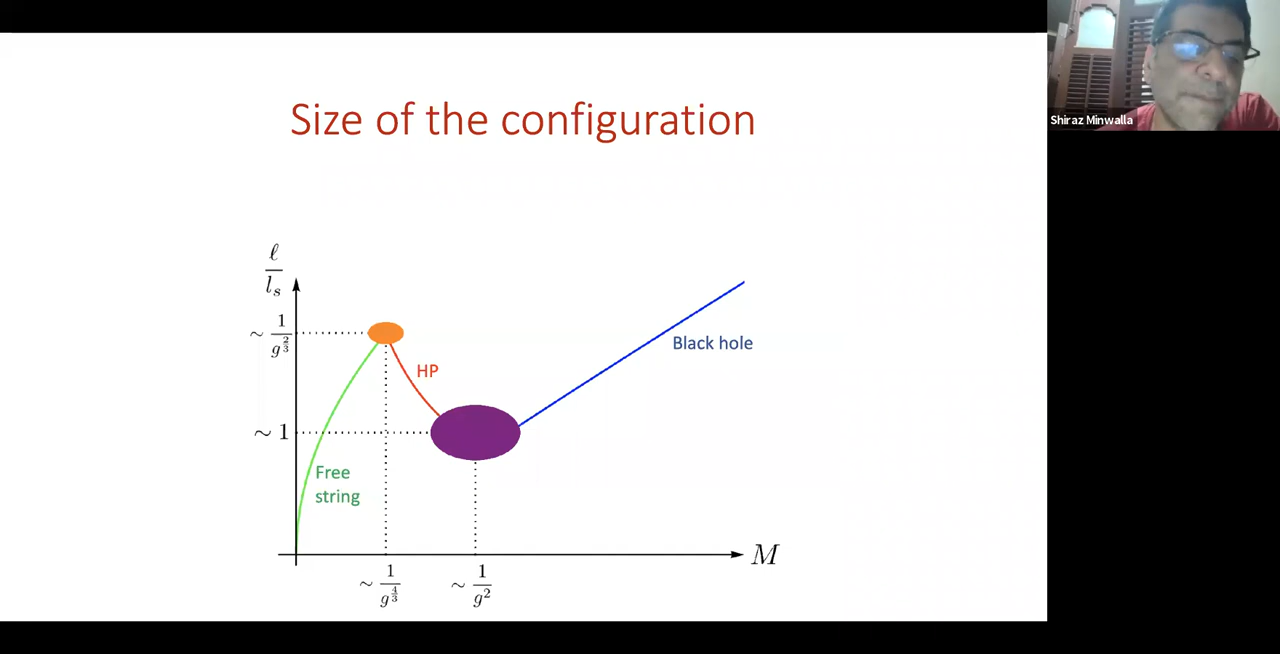 Shiraz Minwalla
Size of the configuration
ℓ
l_s
~ 1/g^{2/3}
HP
Black hole
~ 1
Free
string
M
~ 1/g^{4/3}
~ 1/g^2